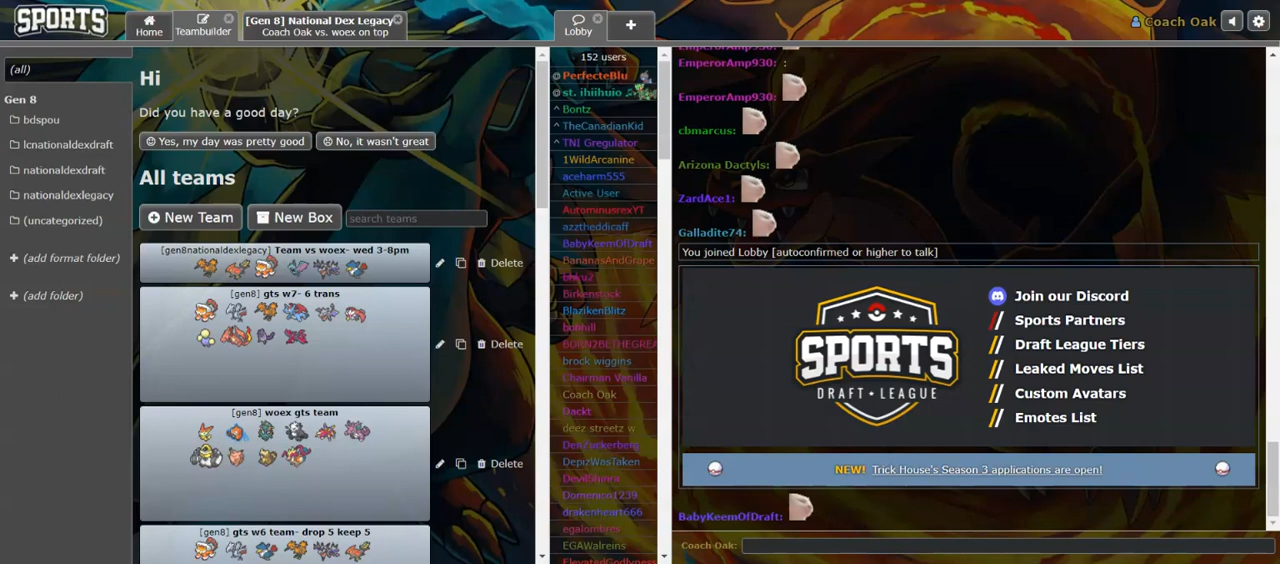 SPORTS
Home
Teambuilder
[Gen 8] National Dex Legacy
Coach Oak vs. woex on top
Lobby
Coach Oak
(all)
Gen 8
bdspou
lcnationaldexdraft
nationaldexdraft
nationaldexlegacy
(uncategorized)
(add format folder)
(add folder)
Hi
Did you have a good day?
Yes, my day was pretty good
No, it wasn't great
All teams
New Team
New Box
search teams
[gen8nationaldexlegacy] Team vs woex- wed 3-8pm
Delete
[gen8] gts w7- 6 trans
Delete
[gen8] woex gts team
Delete
[gen8] gts w6 team- drop 5 keep 5
152 users
@PerfecteBlu
@st. ihiihuio
^ Bontz
^ TheCanadianKid
^ TNI Gregulator
1WildArcanine
aceharm555
Active User
AutominusrexYT
azztheddicaff
BabyKeemOfDraft
BananasAndGrape
Birkenstock
BlazikenBlitz
bonhill
BORN2BETHEGREA
brock wiggins
Chairman Vanilla
Coach Oak
Dackt
deez streetz w
DenZuckerberg
DepizWasTaken
Devilshinra
Domenico1239
drakenheart666
egalombres
EGAWalreins
ElevatedGodlyness
EmperorAmp930:
EmperorAmp930: :
EmperorAmp930:
cbmarcus:
Arizona Dactyls:
ZardAce1:
Galladite74:
You joined Lobby [autoconfirmed or higher to talk]
SPORTS
DRAFT LEAGUE
Join our Discord
Sports Partners
Draft League Tiers
Leaked Moves List
Custom Avatars
Emotes List
NEW! Trick House's Season 3 applications are open!
BabyKeemOfDraft:
Coach Oak: